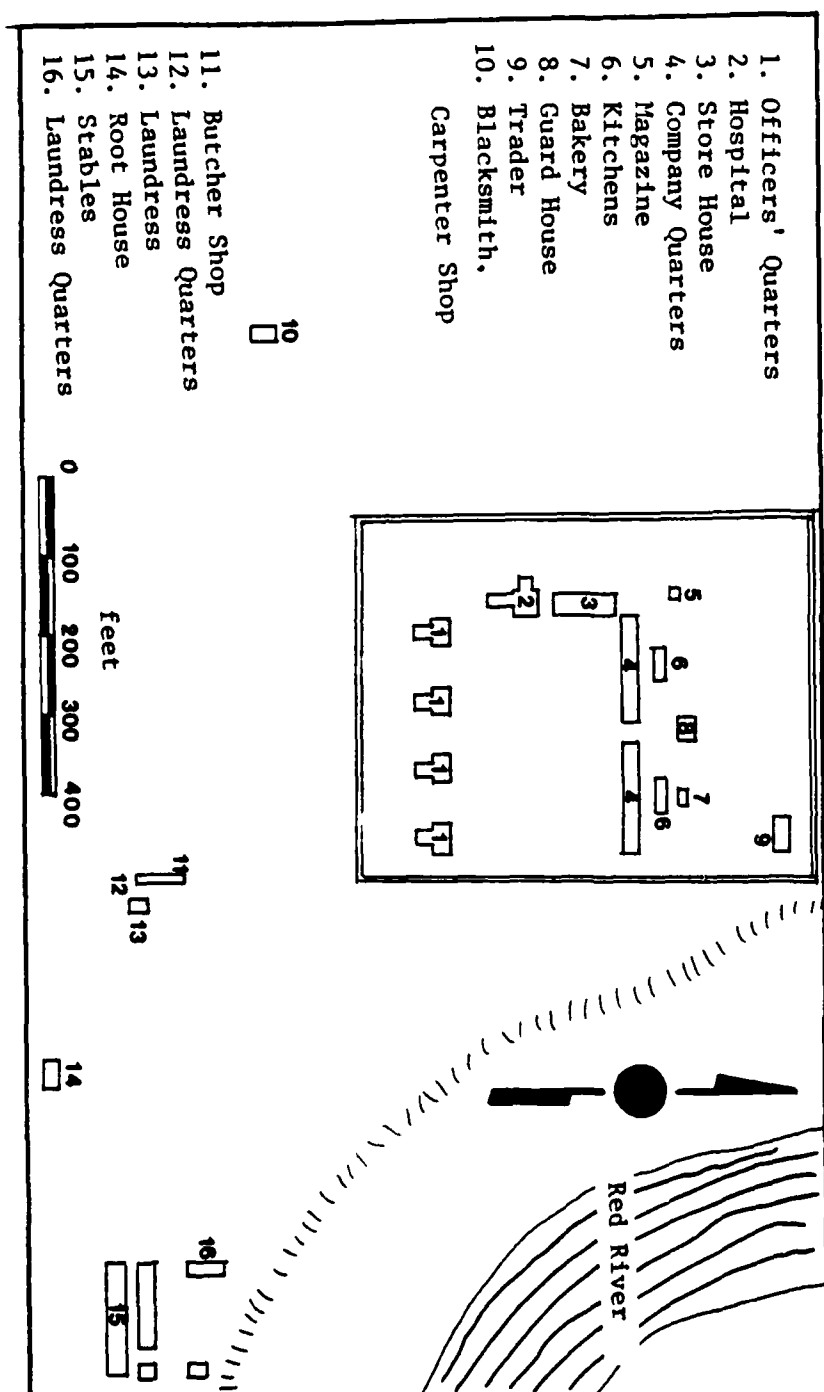 1. Officers' Quarters
2. Hospital
3. Store House
4. Company Quarters
5. Magazine
6. Kitchens
7. Bakery
8. Guard House
9. Trader
10. Blacksmith,
Carpenter Shop
11. Butcher Shop
12. Laundress Quarters
13. Laundress
14. Root House
15. Stables
16. Laundress Quarters
10
5
6
8
7
9
2
3
4
4
6
1
1
1
1
0 100 200 300 400
feet
11
12
13
14
Red River
16
15